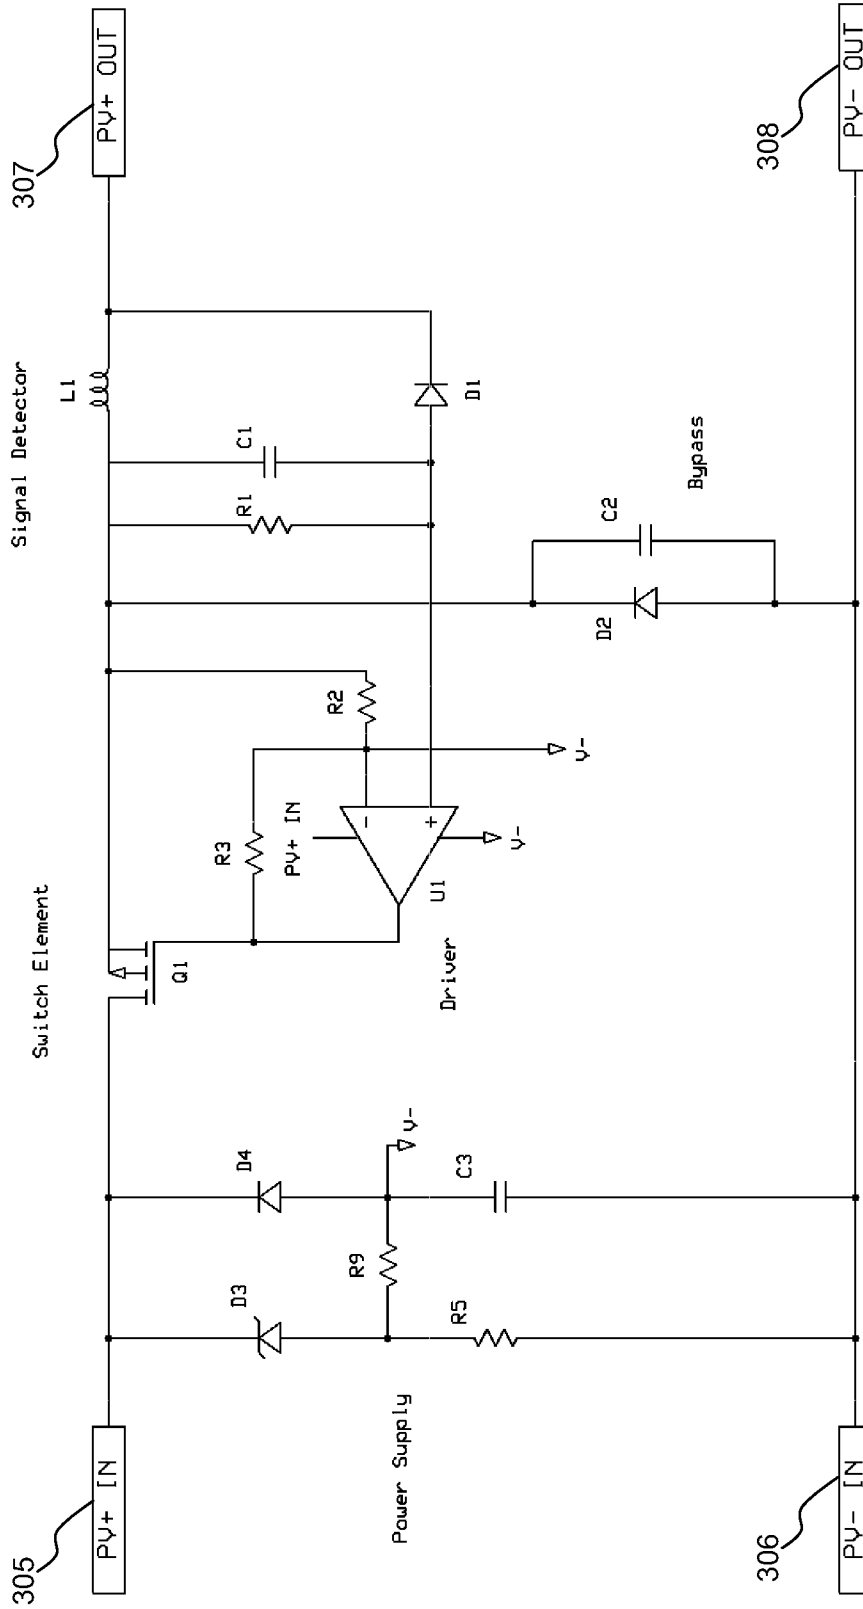 305
PV+ IN
307
PV+ OUT
306
PV- IN
308
PV- OUT
Switch Element
Signal Detector
Power Supply
Driver
Bypass
D3
D4
R9
R5
C3
V-
Q1
R3
PV+ IN
-
+
U1
V-
V-
R2
L1
R1
C1
D1
D2
C2